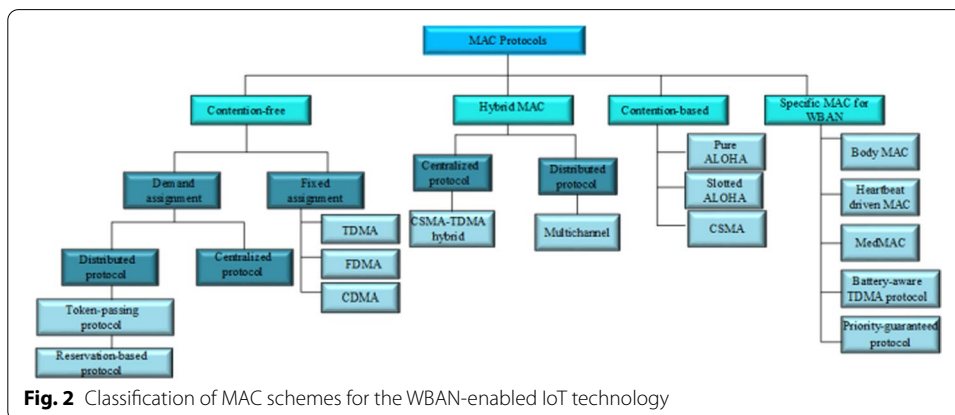 MAC Protocols
Contention-free
Hybrid MAC
Contention-based
Specific MAC for
WBAN
Demand
assignment
Fixed
assignment
Centralized
protocol
Distributed
protocol
Pure
ALOHA
Slotted
ALOHA
CSMA
Body MAC
Heartbeat
driven MAC
MedMAC
Battery-aware
TDMA protocol
Priority-guaranteed
protocol
Distributed
protocol
Centralized
protocol
TDMA
FDMA
CDMA
CSMA-TDMA
hybrid
Multichannel
Token-passing
protocol
Reservation-based
protocol
Fig. 2 Classification of MAC schemes for the WBAN-enabled IoT technology